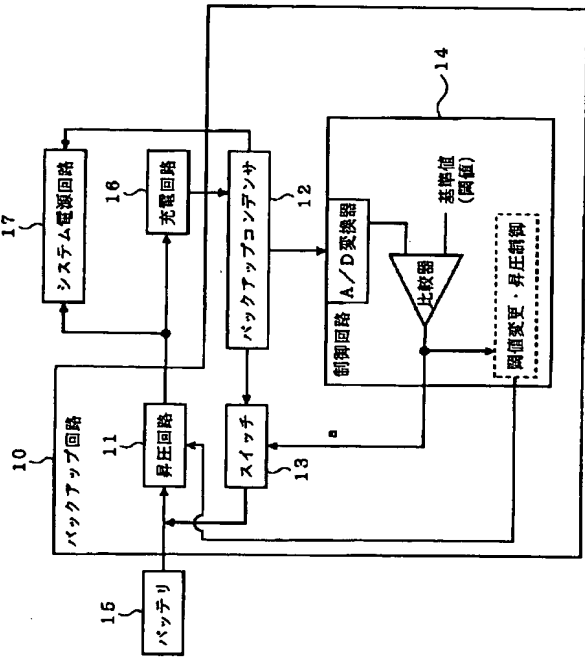 10
バックアップ回路
15
バッテリ
11
昇圧回路
スイッチ
13
17
システム電源回路
16
充電回路
バックアップコンデンサ
12
a
14
制御回路
A/D変換器
比較器
基準値
(閾値)
閾値変更・昇圧制御